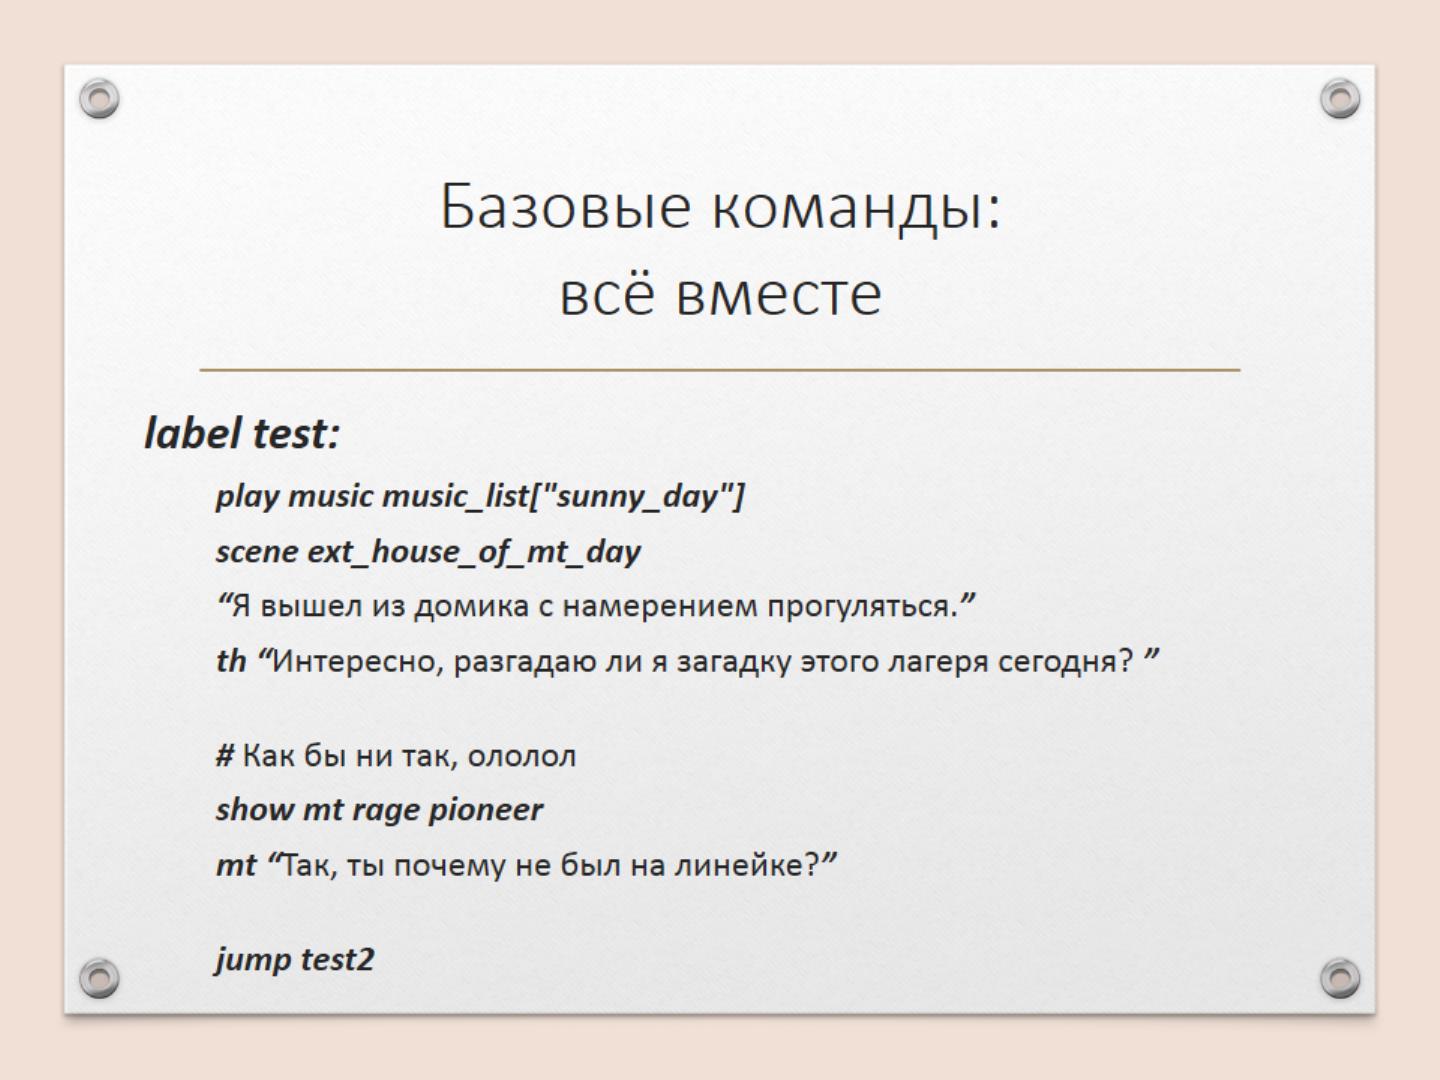 Базовые команды:
всё вместе
label test:
play music music_list["sunny_day"]
scene ext_house_of_mt_day
“Я вышел из домика с намерением прогуляться.”
th “Интересно, разгадаю ли я загадку этого лагеря сегодня? ”
# Как бы ни так, ололол
show mt rage pioneer
mt “Так, ты почему не был на линейке?”
jump test2